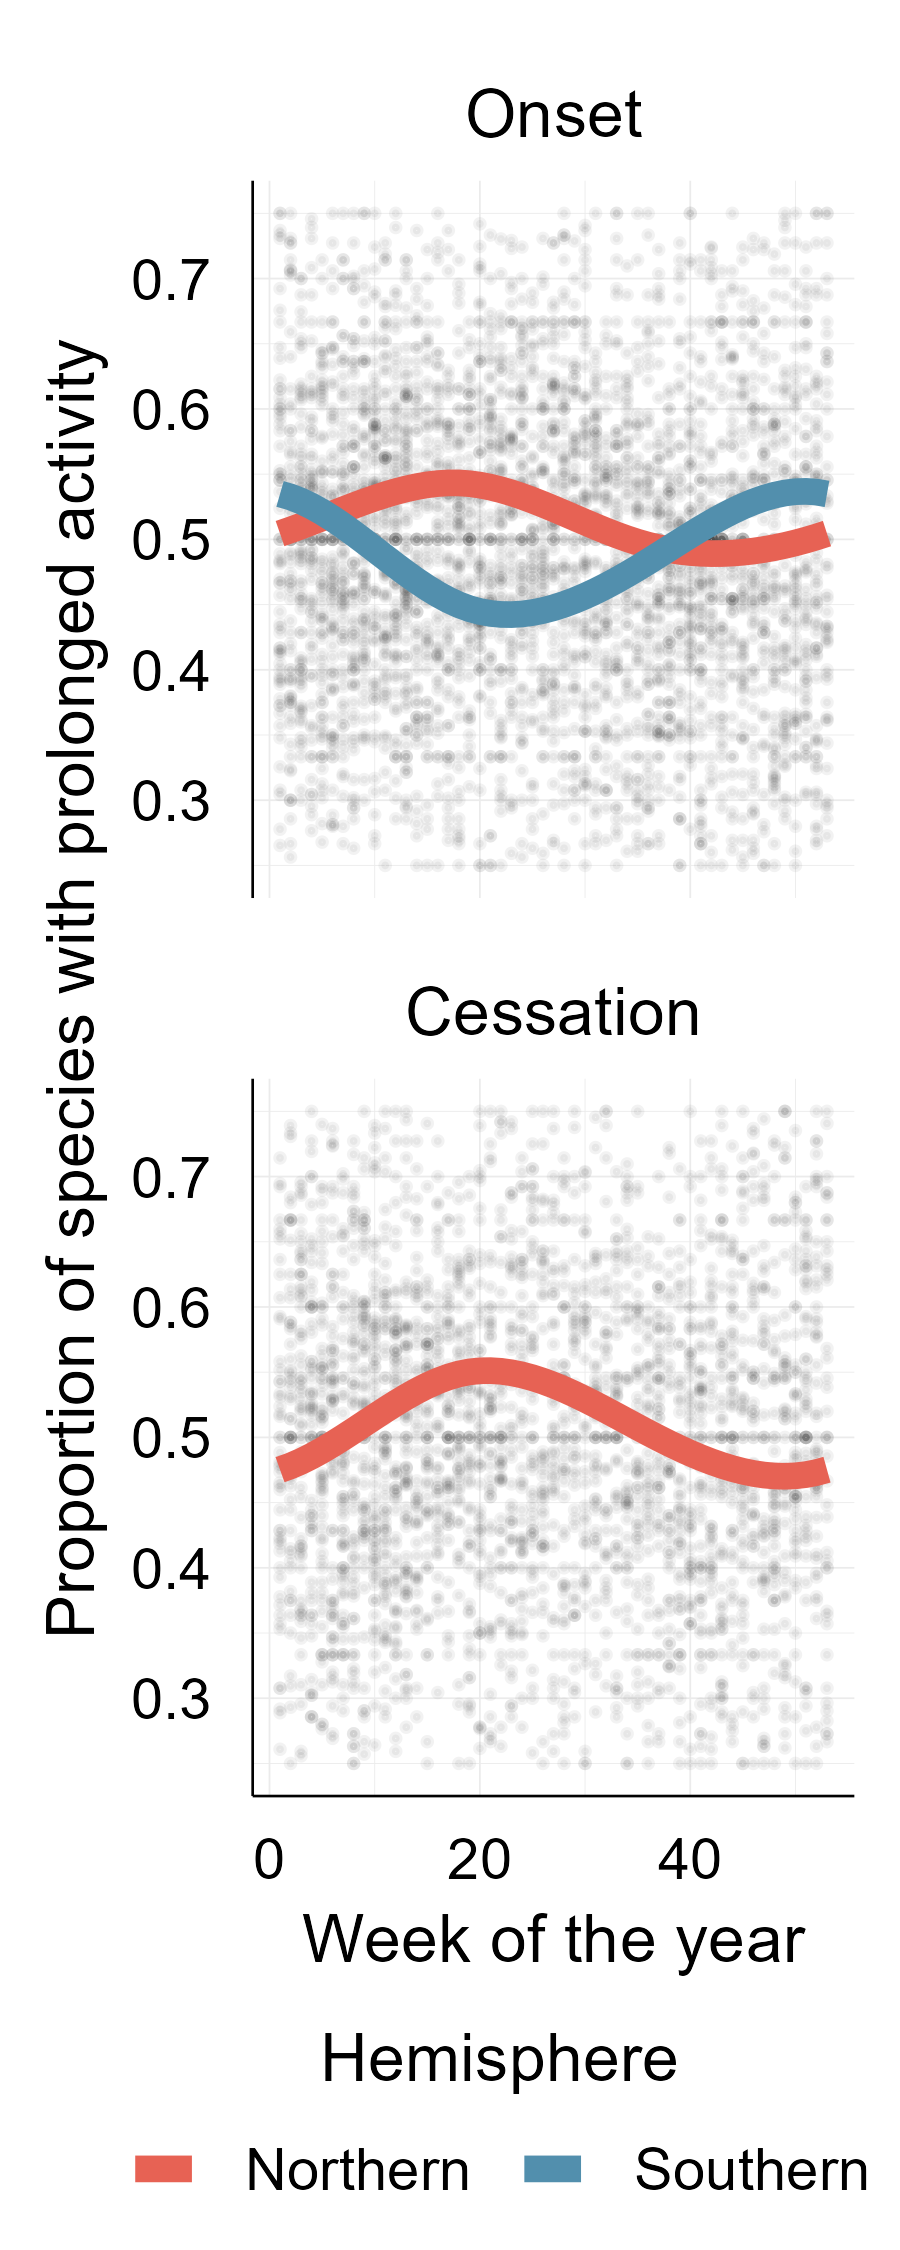 Onset
Proportion of species with prolonged activity
0.7
0.6
0.5
0.4
0.3
Cessation
0.7
0.6
0.5
0.4
0.3
0 20 40
Week of the year
Hemisphere
Northern Southern